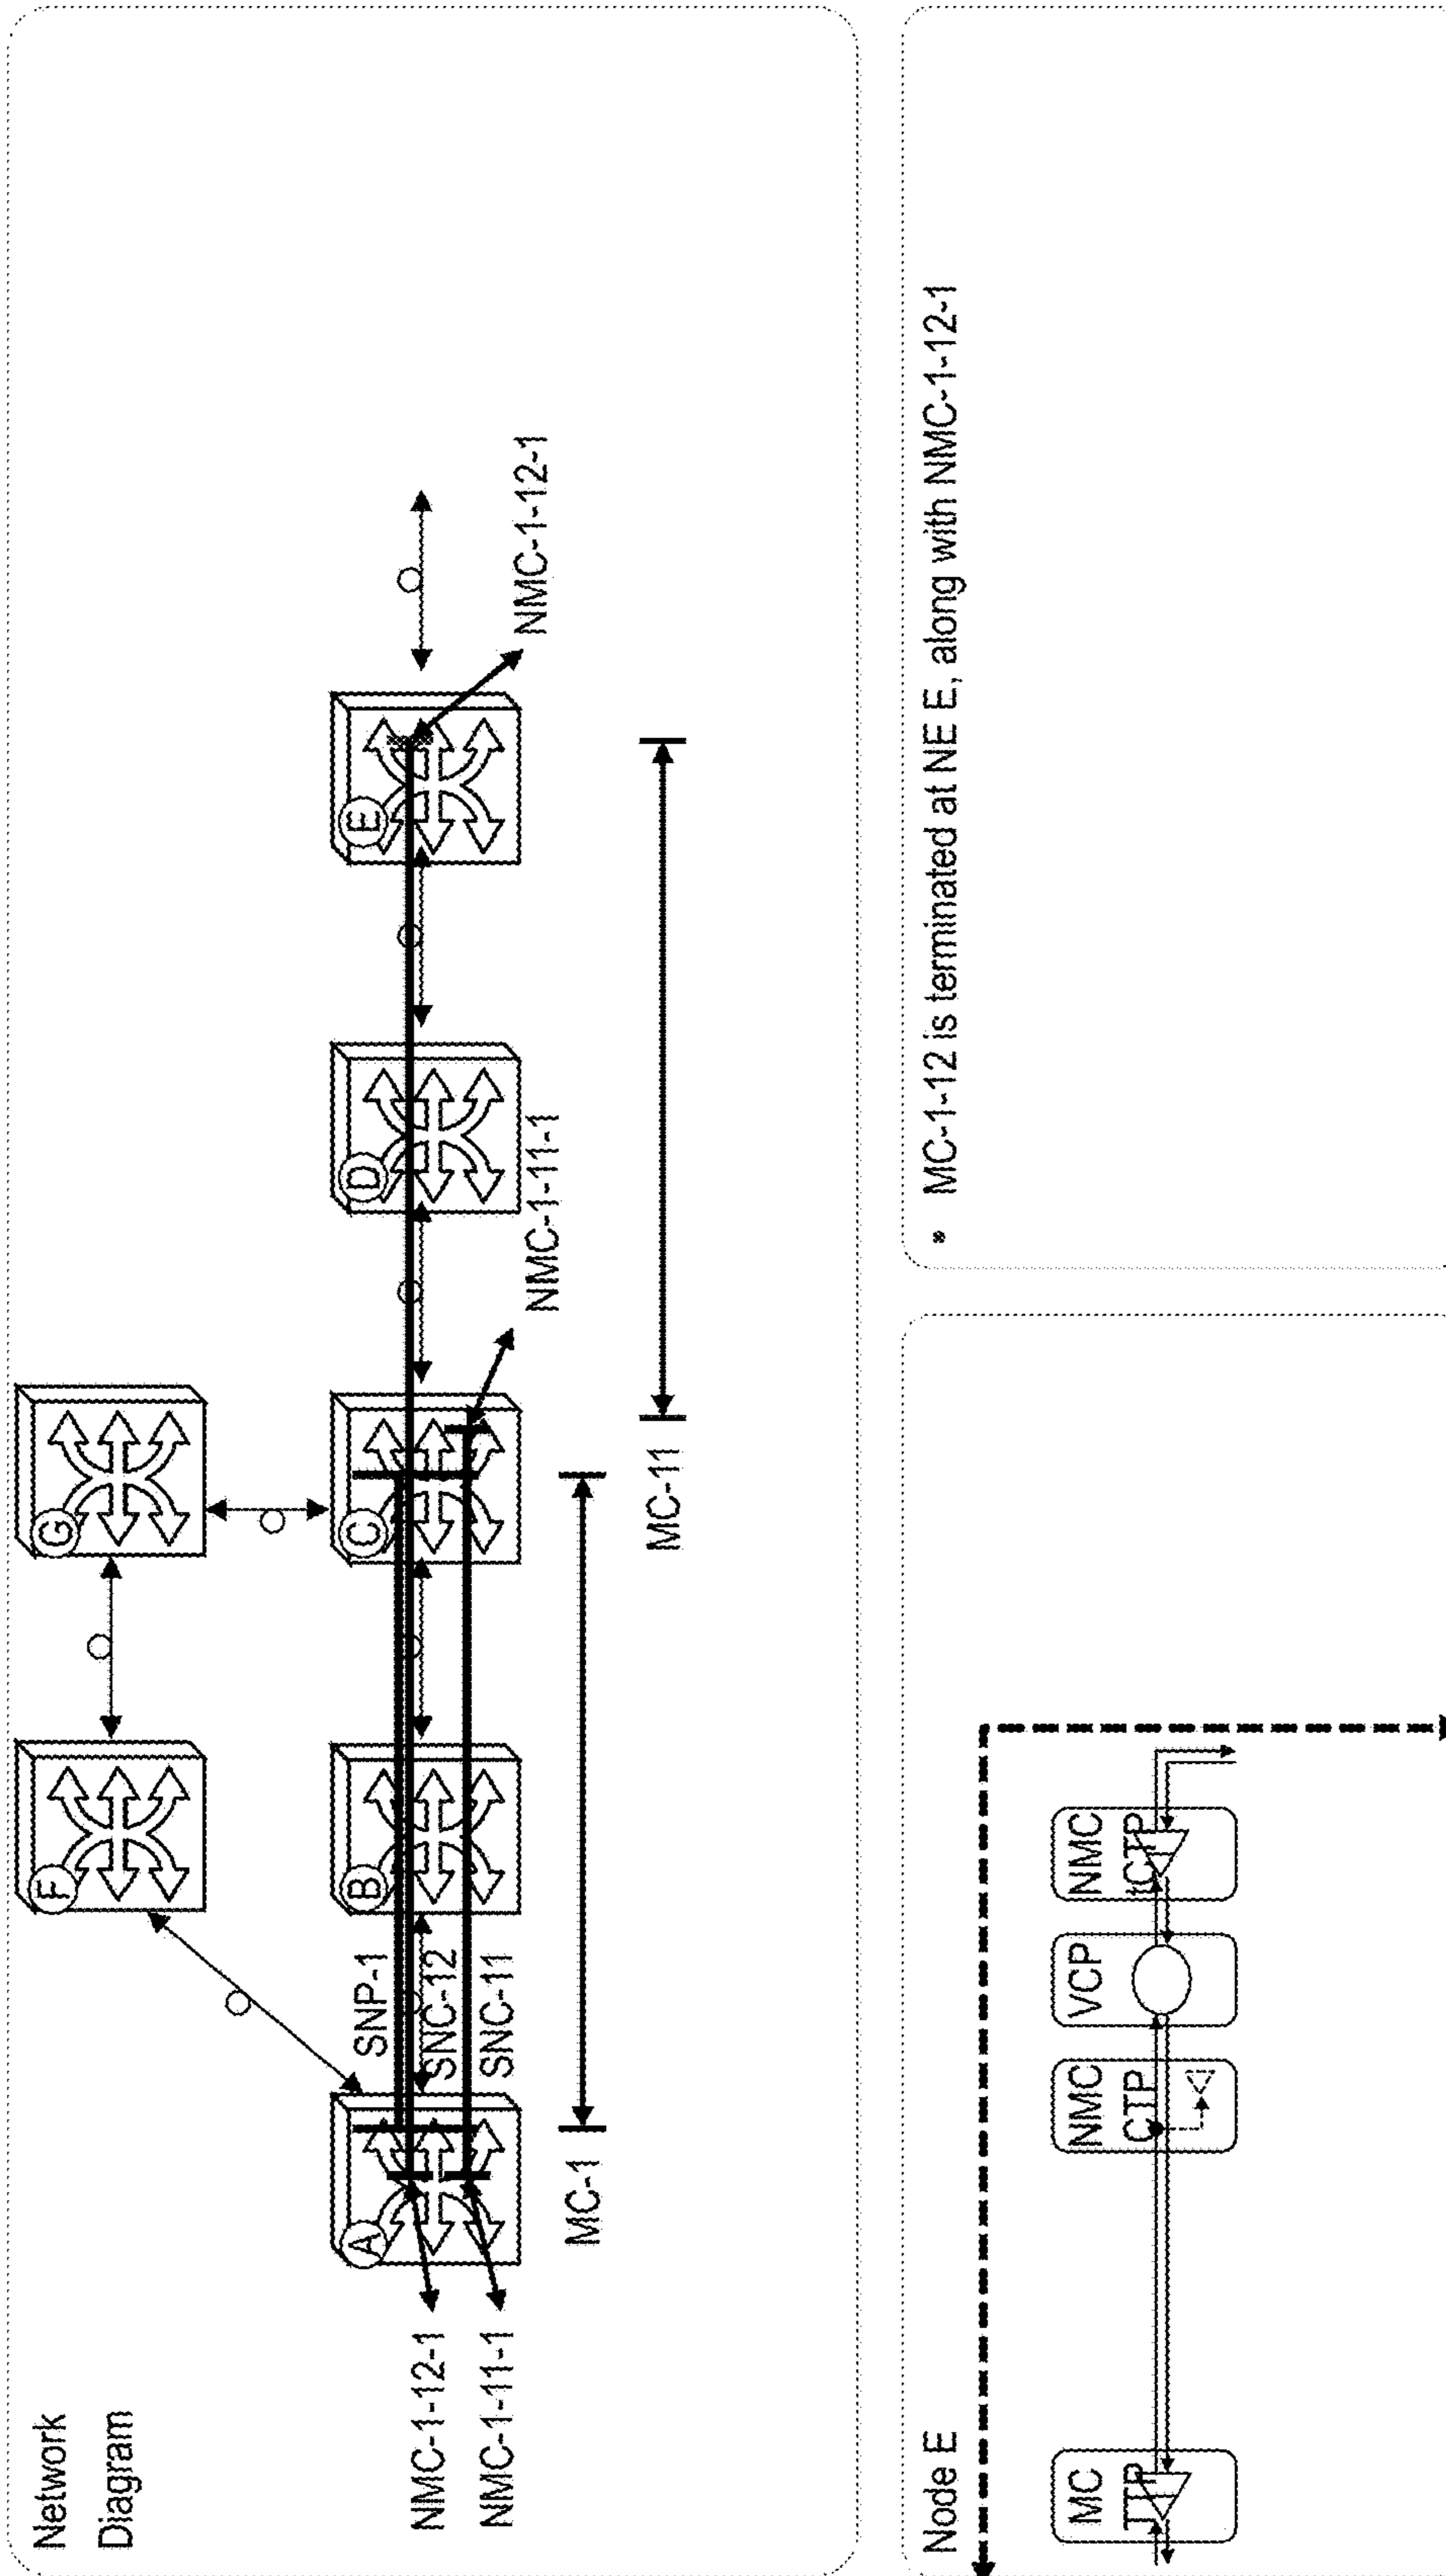 Network
Diagram
F
G
A
B
C
D
E
SNP-1
SNC-12
SNC-11
NMC-1-12-1
NMC-1-11-1
NMC-1-11-1
NMC-1-12-1
MC-1
MC-11
Node E
MC
TTP
NMC
CTP
VCP
NMC
tCTP
• MC-1-12 is terminated at NE E, along with NMC-1-12-1